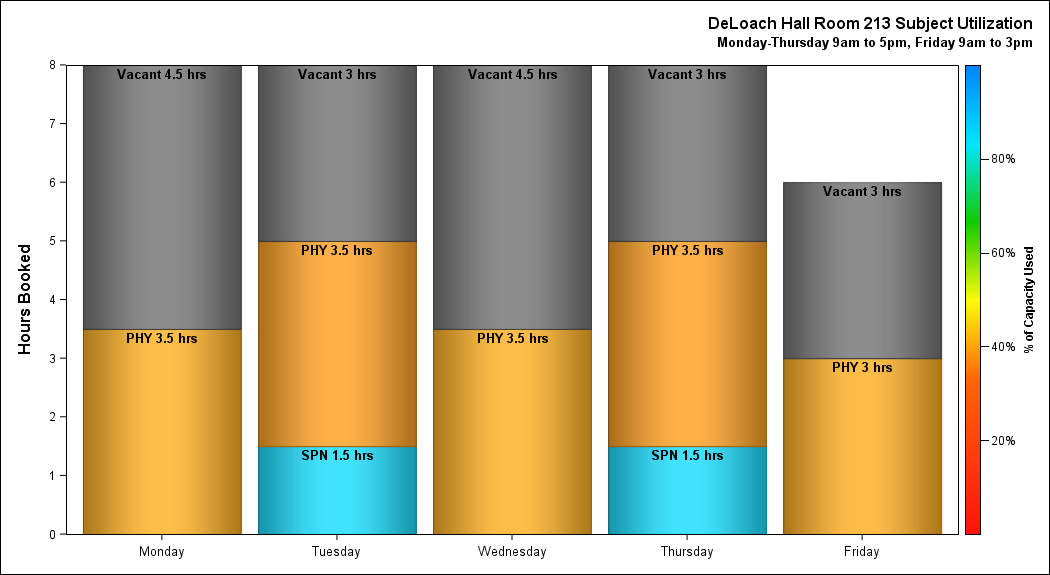 DeLoach Hall Room 213 Subject Utilization
Monday-Thursday 9am to 5pm, Friday 9am to 3pm
Hours Booked
8
7
6
5
4
3
2
1
0
Vacant 4.5 hrs
PHY 3.5 hrs
Vacant 3 hrs
PHY 3.5 hrs
SPN 1.5 hrs
Vacant 4.5 hrs
PHY 3.5 hrs
Vacant 3 hrs
PHY 3.5 hrs
SPN 1.5 hrs
Vacant 3 hrs
PHY 3 hrs
Monday
Tuesday
Wednesday
Thursday
Friday
80%
60%
40%
20%
% of Capacity Used